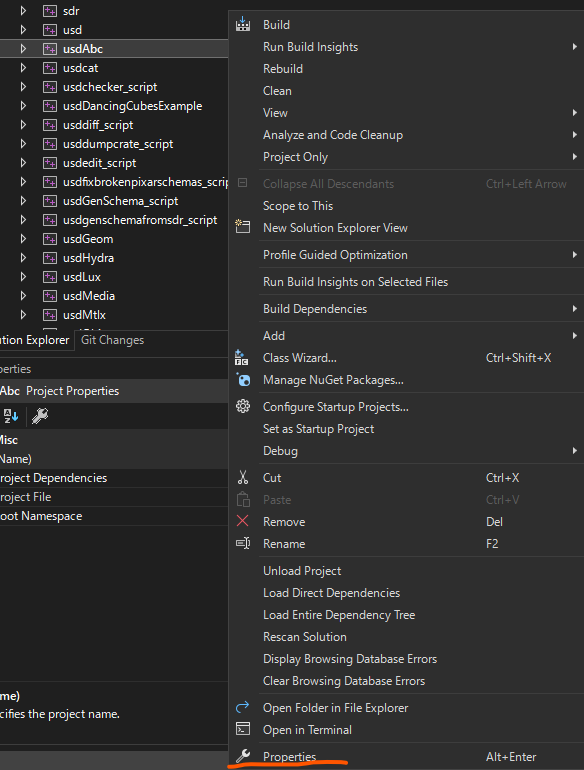 sdr
usd
usdAbc
usdcat
usdchecker_script
usdDancingCubesExample
usddiff_script
usddumpcrate_script
usdedit_script
usdfixbrokenpixarschemas_scrip
usdGenSchema_script
usdgenschemafromsdr_script
usdGeom
usdHydra
usdLux
usdMedia
usdMtlx
ution Explorer
Git Changes
perties
Abc Project Properties
Misc
Name)
roject Dependencies
roject File
oot Namespace
me)
cifies the project name.
Build
Run Build Insights
Rebuild
Clean
View
Analyze and Code Cleanup
Project Only
Collapse All Descendants Ctrl+Left Arrow
Scope to This
New Solution Explorer View
Profile Guided Optimization
Run Build Insights on Selected Files
Build Dependencies
Add
Class Wizard... Ctrl+Shift+X
Manage NuGet Packages...
Configure Startup Projects...
Set as Startup Project
Debug
Cut Ctrl+X
Paste Ctrl+V
Remove Del
Rename F2
Unload Project
Load Direct Dependencies
Load Entire Dependency Tree
Rescan Solution
Display Browsing Database Errors
Clear Browsing Database Errors
Open Folder in File Explorer
Open in Terminal
Properties Alt+Enter